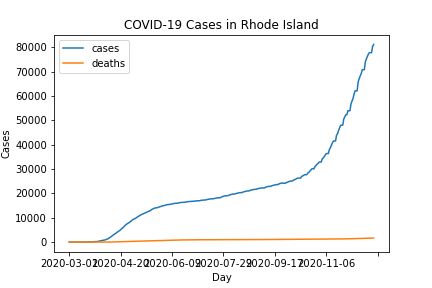 COVID-19 Cases in Rhode Island
cases
deaths
80000
70000
60000
50000
40000
30000
20000
10000
0
Cases
2020-03-01 2020-04-20 2020-06-09 2020-07-29 2020-09-17 2020-11-06
Day